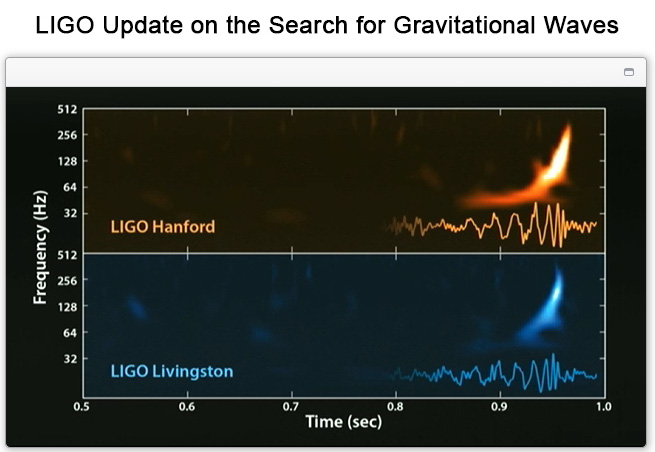 LIGO Update on the Search for Gravitational Waves
512
256
128
64
32
LIGO Hanford
Frequency (Hz)
512
256
128
64
32
LIGO Livingston
0.5 0.6 0.7 0.8 0.9 1.0
Time (sec)